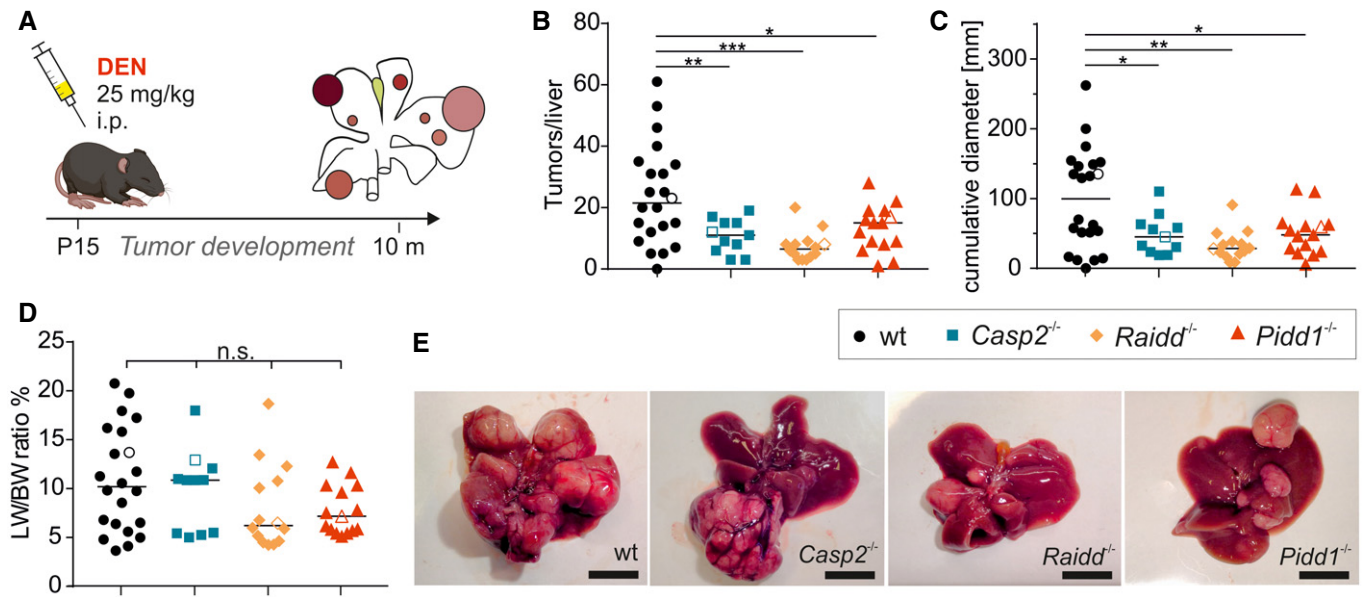 A
DEN
25 mg/kg
i.p.
P15 Tumor development 10 m
B
Tumors/liver
80
60
40
20
0
*
***
**
C
cumulative diameter [mm]
300
200
100
0
*
**
*
wt Casp2-/- Raidd-/- Pidd1-/-
D
LW/BW ratio %
25
20
15
10
5
0
n.s.
E
wt
Casp2-/-
Raidd-/-
Pidd1-/-